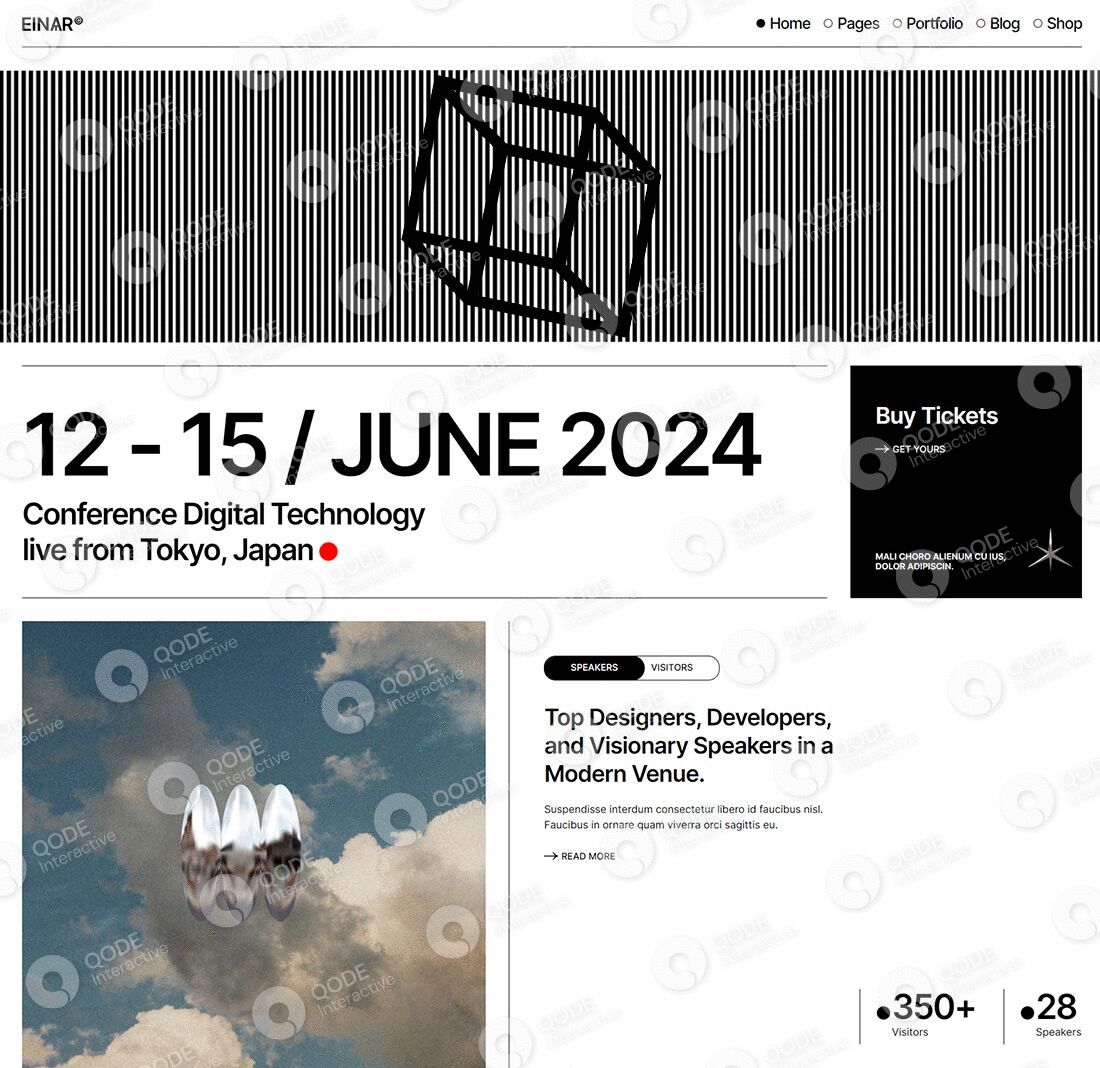 EINAR©
Home Pages Portfolio Blog Shop
12 - 15 / JUNE 2024
Conference Digital Technology
live from Tokyo, Japan
Buy Tickets
GET YOURS
MALI CHORO ALIENUM CU IUS,
DOLOR ADIPISCIN.
SPEAKERS VISITORS
Top Designers, Developers,
and Visionary Speakers in a
Modern Venue.
Suspendisse interdum consectetur libero id faucibus nisl.
Faucibus in ornare quam viverra orci sagittis eu.
READ MORE
350+
Visitors
28
Speakers
QODE
Interactive